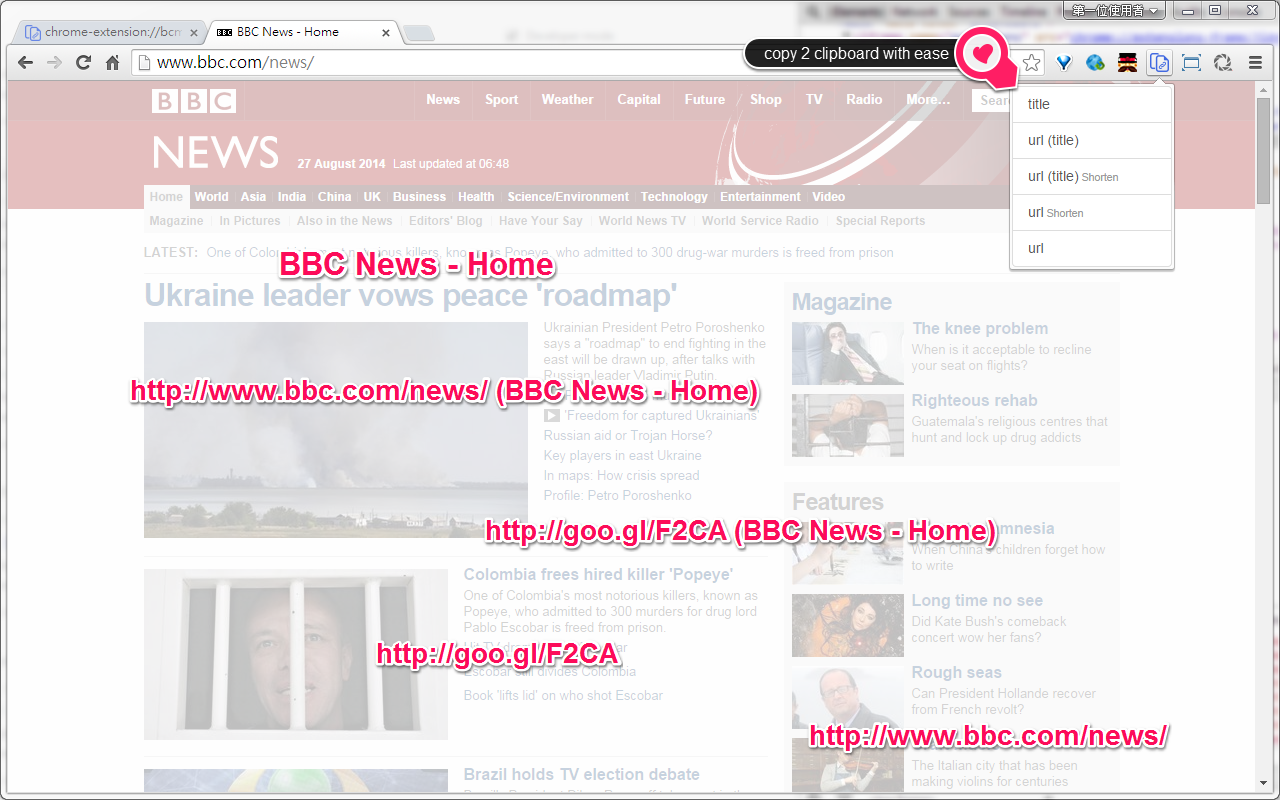 第一位使用者
chrome-extension://bcm
BBC News - Home
www.bbc.com/news/
copy 2 clipboard with ease
title
url (title)
url (title) Shorten
url Shorten
url
BBC
News Sport Weather Capital Future Shop TV Radio More...
NEWS 27 August 2014 Last updated at 06:48
Home World Asia India China UK Business Health Science/Environment Technology Entertainment Video
Magazine In Pictures Also in the News Editors' Blog Have Your Say World News TV World Service Radio Special Reports
LATEST: One of Colombia's most notorious killers, known as Popeye, who admitted to 300 drug-war murders is freed from prison
BBC News - Home
Ukraine leader vows peace 'roadmap'
Ukrainian President Petro Poroshenko
says a "roadmap" to end fighting in the
east will be drawn up, after talks with
Russian leader Vladimir Putin.
http://www.bbc.com/news/ (BBC News - Home)
'Freedom for captured Ukrainians'
Russian aid or Trojan Horse?
Key players in east Ukraine
In maps: How crisis spread
Profile: Petro Poroshenko
http://goo.gl/F2CA (BBC News - Home)
Colombia frees hired killer 'Popeye'
One of Colombia's most notorious killers, known as
Popeye, who admitted to 300 murders for drug lord
Pablo Escobar is freed from prison.
http://goo.gl/F2CA
Escobar still divides Colombia
Book 'lifts lid' on who shot Escobar
Brazil holds TV election debate
Magazine
The knee problem
When is it acceptable to recline
your seat on flights?
Righteous rehab
Guatemala's religious centres that
hunt and lock up drug addicts
Features
amnesia
When China's children forget how
to write
Long time no see
Did Kate Bush's comeback
concert wow her fans?
Rough seas
Can President Hollande recover
from French revolt?
http://www.bbc.com/news/
The Italian city that has been
making violins for centuries